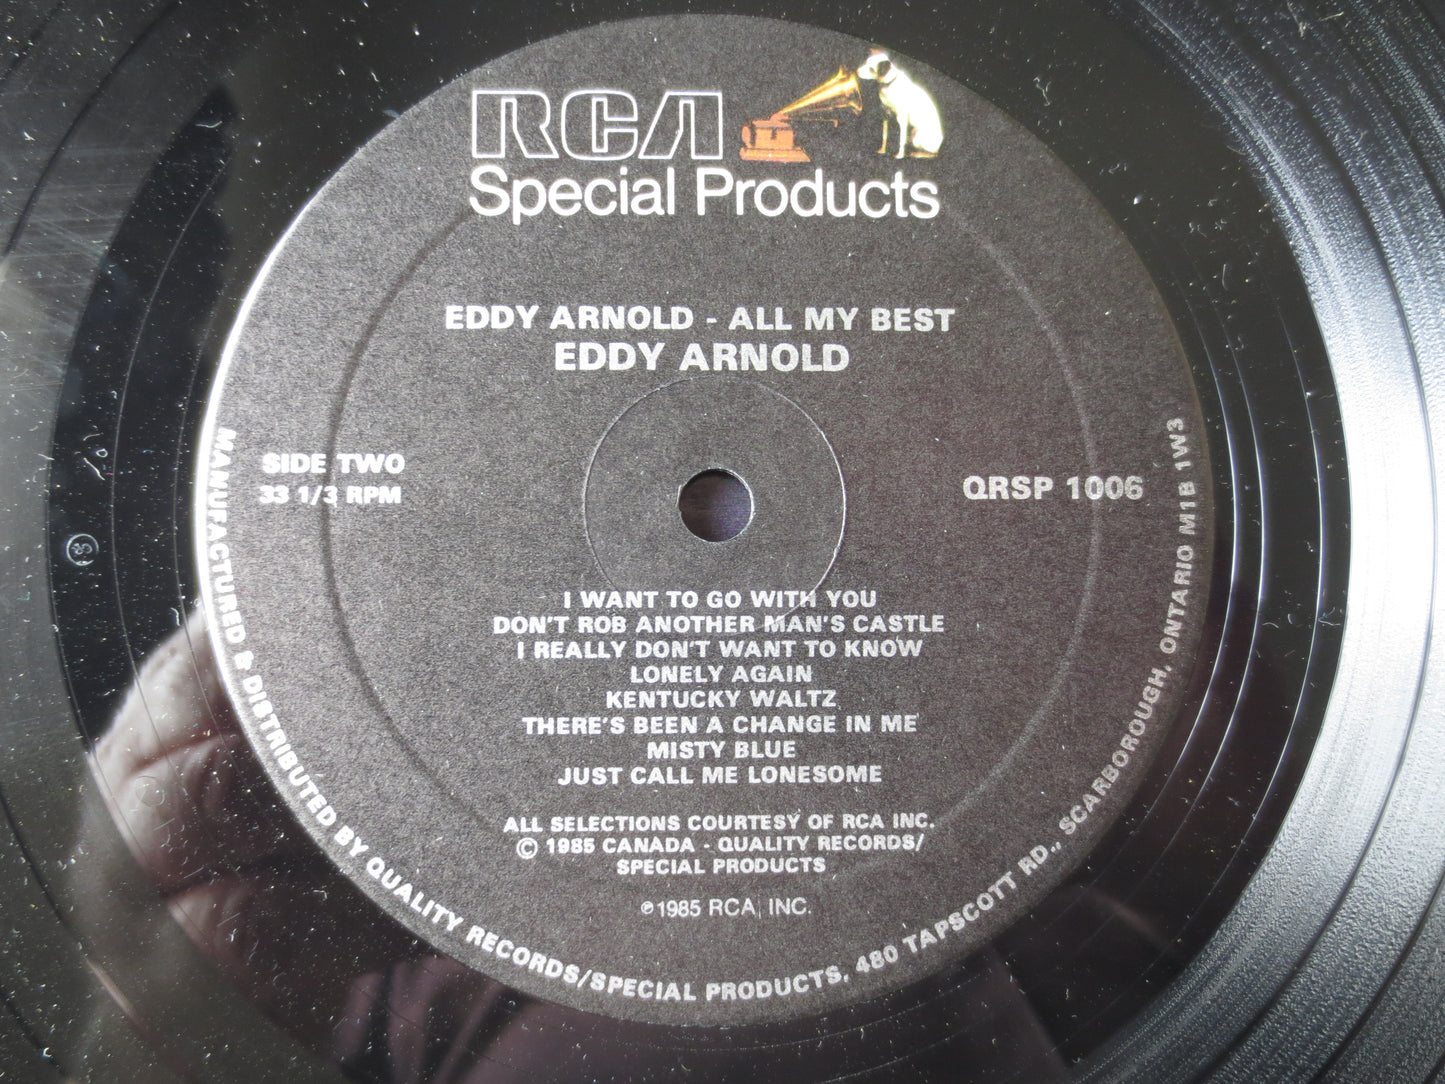 RCA
Special Products
EDDY ARNOLD - ALL MY BEST
EDDY ARNOLD
SIDE TWO
33 1/3 RPM
QRSP 1006
I WANT TO GO WITH YOU
DON'T ROB ANOTHER MAN'S CASTLE
I REALLY DON'T WANT TO KNOW
LONELY AGAIN
KENTUCKY WALTZ
THERE'S BEEN A CHANGE IN ME
MISTY BLUE
JUST CALL ME LONESOME
ALL SELECTIONS COURTESY OF RCA INC.
© 1985 CANADA - QUALITY RECORDS/
SPECIAL PRODUCTS
℗ 1985 RCA, INC.
MANUFACTURED & DISTRIBUTED BY QUALITY RECORDS/SPECIAL PRODUCTS, 480 TAPSCOTT RD., SCARBOROUGH, ONTARIO M1B 1W3